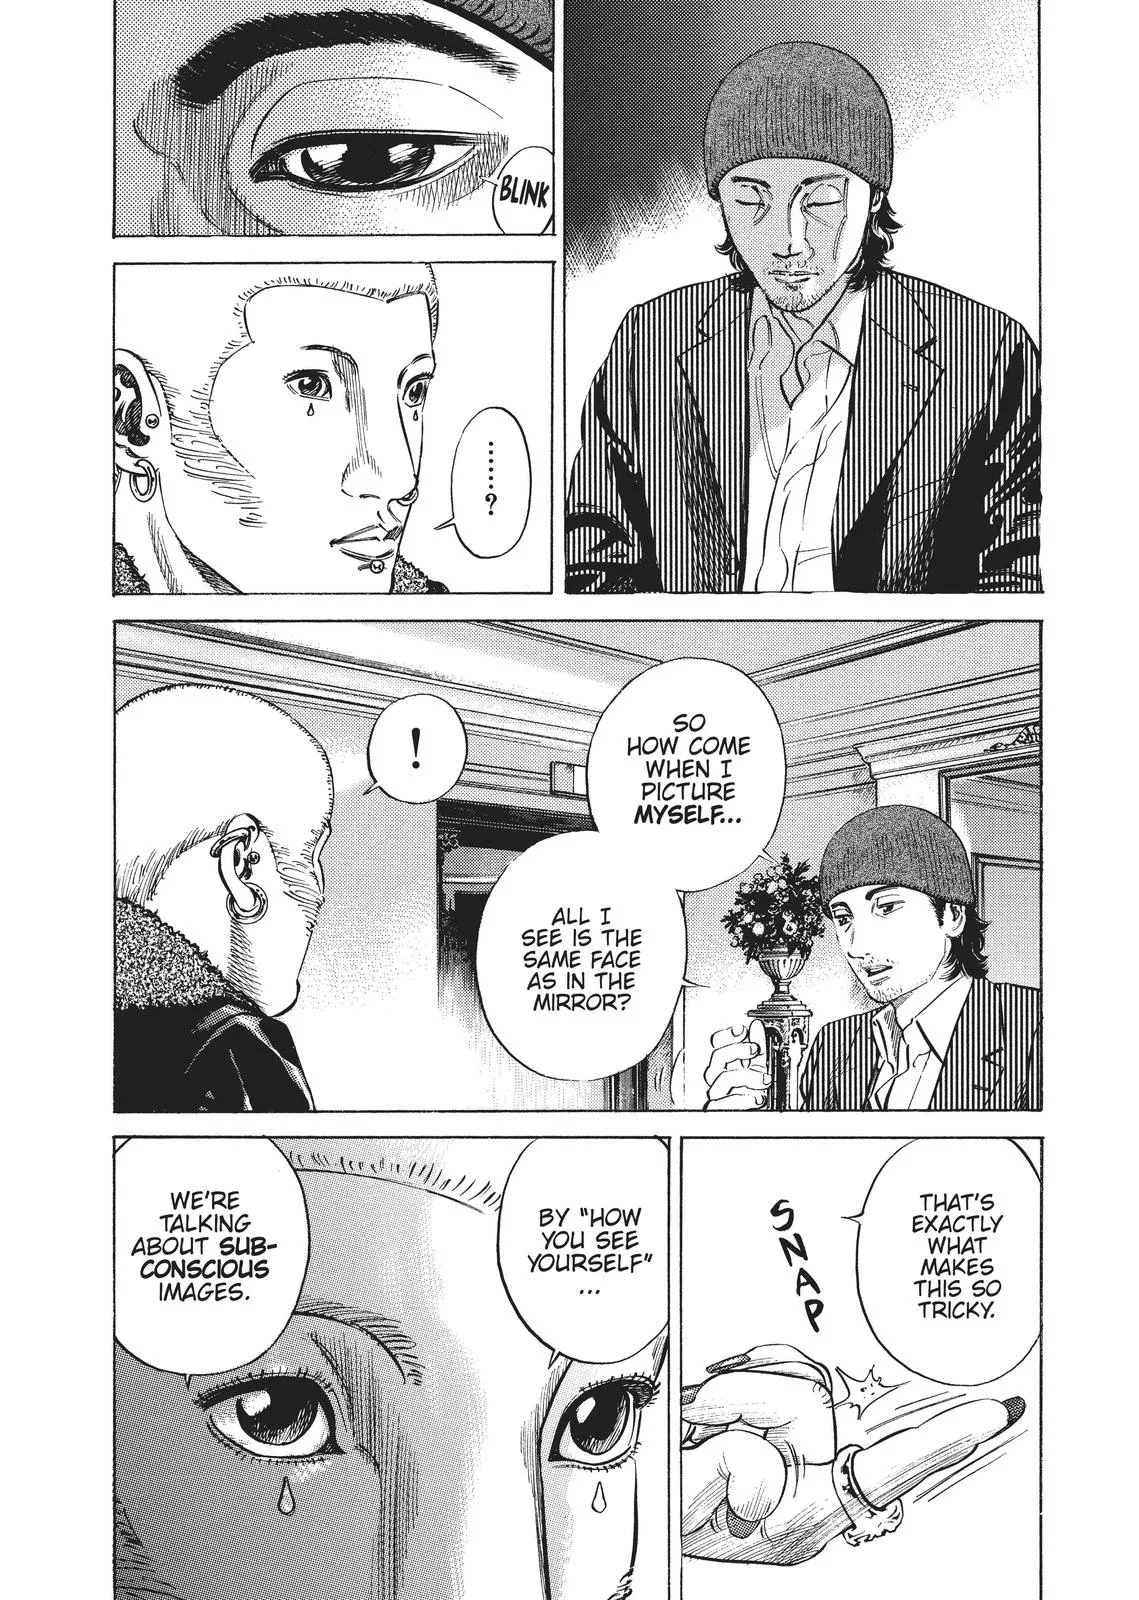 BLINK
.......?
SO
HOW COME
WHEN I
PICTURE
MYSELF...
!
ALL I
SEE IS THE
SAME FACE
AS IN THE
MIRROR?
THAT'S
EXACTLY
WHAT
MAKES
THIS SO
TRICKY.
SNAP
BY "HOW
YOU SEE
YOURSELF"
...
WE'RE
TALKING
ABOUT SUB-
CONSCIOUS
IMAGES.